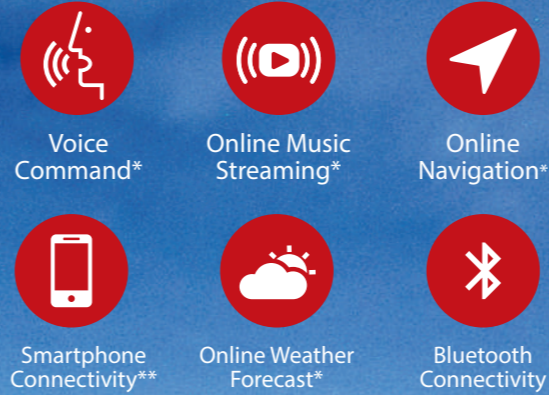 Voice
Command*
Online Music
Streaming*
Online
Navigation*
Smartphone
Connectivity**
Online Weather
Forecast*
Bluetooth
Connectivity